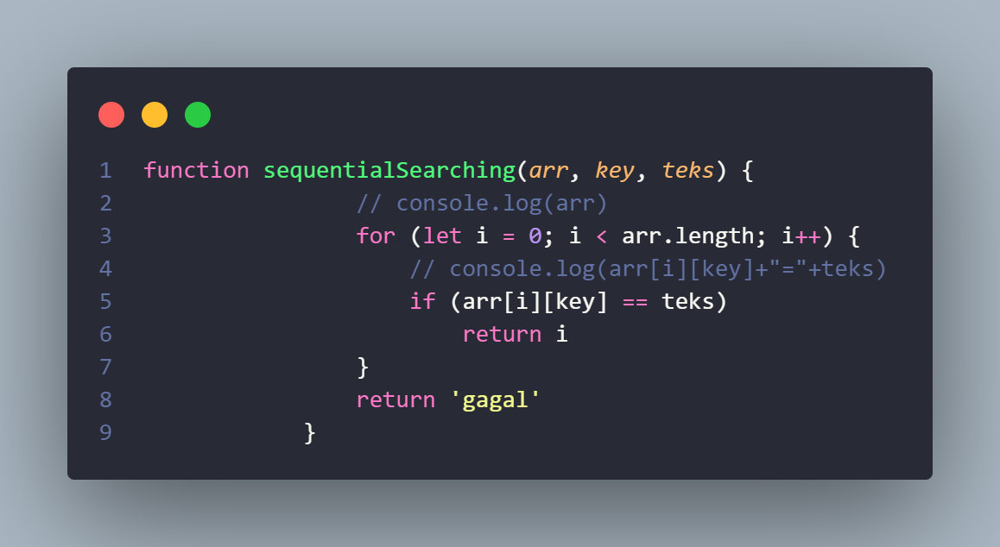 1 function sequentialSearching(arr, key, teks) {
2 // console.log(arr)
3 for (let i = 0; i < arr.length; i++) {
4 // console.log(arr[i][key]+"="+teks)
5 if (arr[i][key] == teks)
6 return i
7 }
8 return 'gagal'
9 }